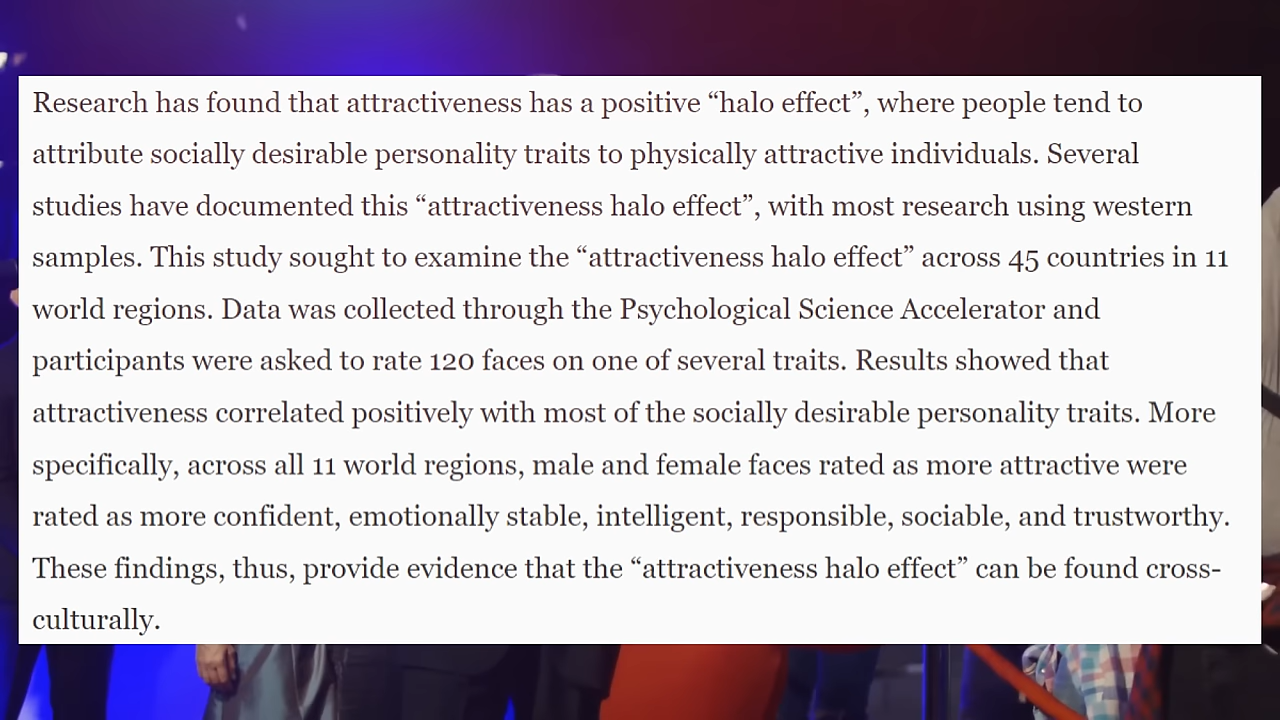 Research has found that attractiveness has a positive “halo effect”, where people tend to
attribute socially desirable personality traits to physically attractive individuals. Several
studies have documented this “attractiveness halo effect”, with most research using western
samples. This study sought to examine the “attractiveness halo effect” across 45 countries in 11
world regions. Data was collected through the Psychological Science Accelerator and
participants were asked to rate 120 faces on one of several traits. Results showed that
attractiveness correlated positively with most of the socially desirable personality traits. More
specifically, across all 11 world regions, male and female faces rated as more attractive were
rated as more confident, emotionally stable, intelligent, responsible, sociable, and trustworthy.
These findings, thus, provide evidence that the “attractiveness halo effect” can be found cross-
culturally.